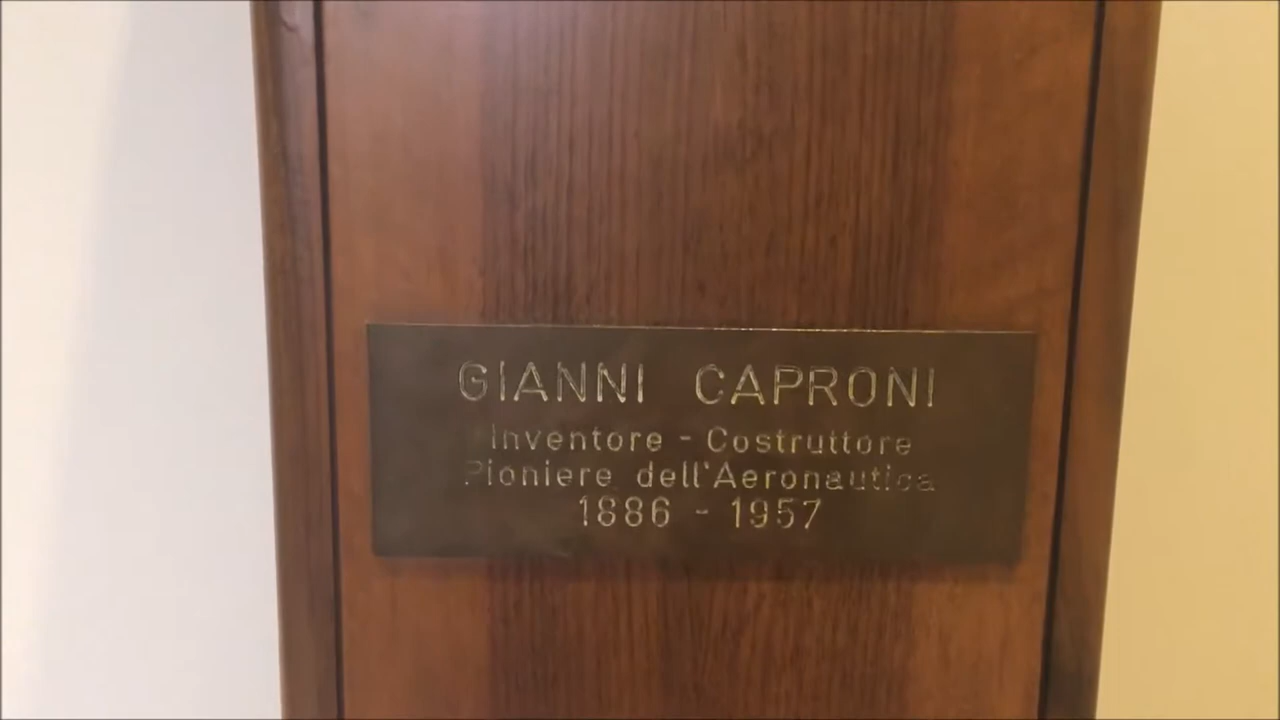 GIANNI CAPRONI
Inventore - Costruttore
Pioniere dell'Aeronautica
1886 - 1957